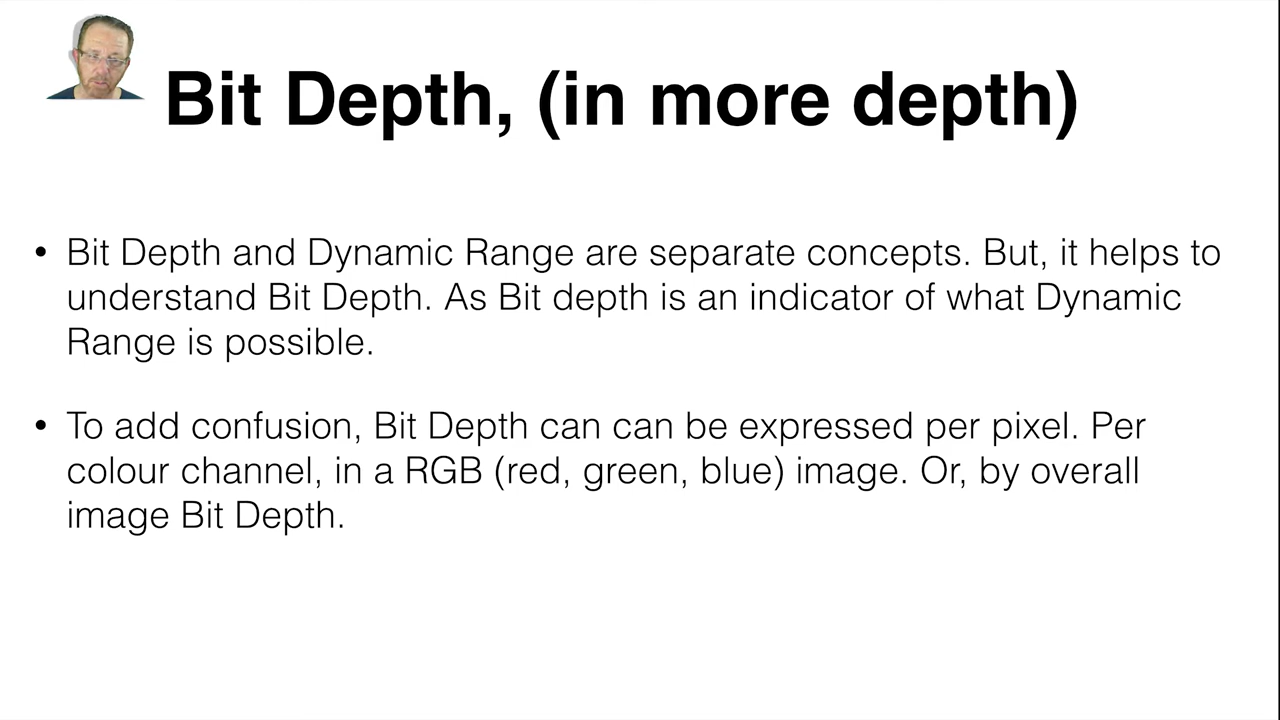 Bit Depth, (in more depth)
• Bit Depth and Dynamic Range are separate concepts. But, it helps to
understand Bit Depth. As Bit depth is an indicator of what Dynamic
Range is possible.
• To add confusion, Bit Depth can can be expressed per pixel. Per
colour channel, in a RGB (red, green, blue) image. Or, by overall
image Bit Depth.